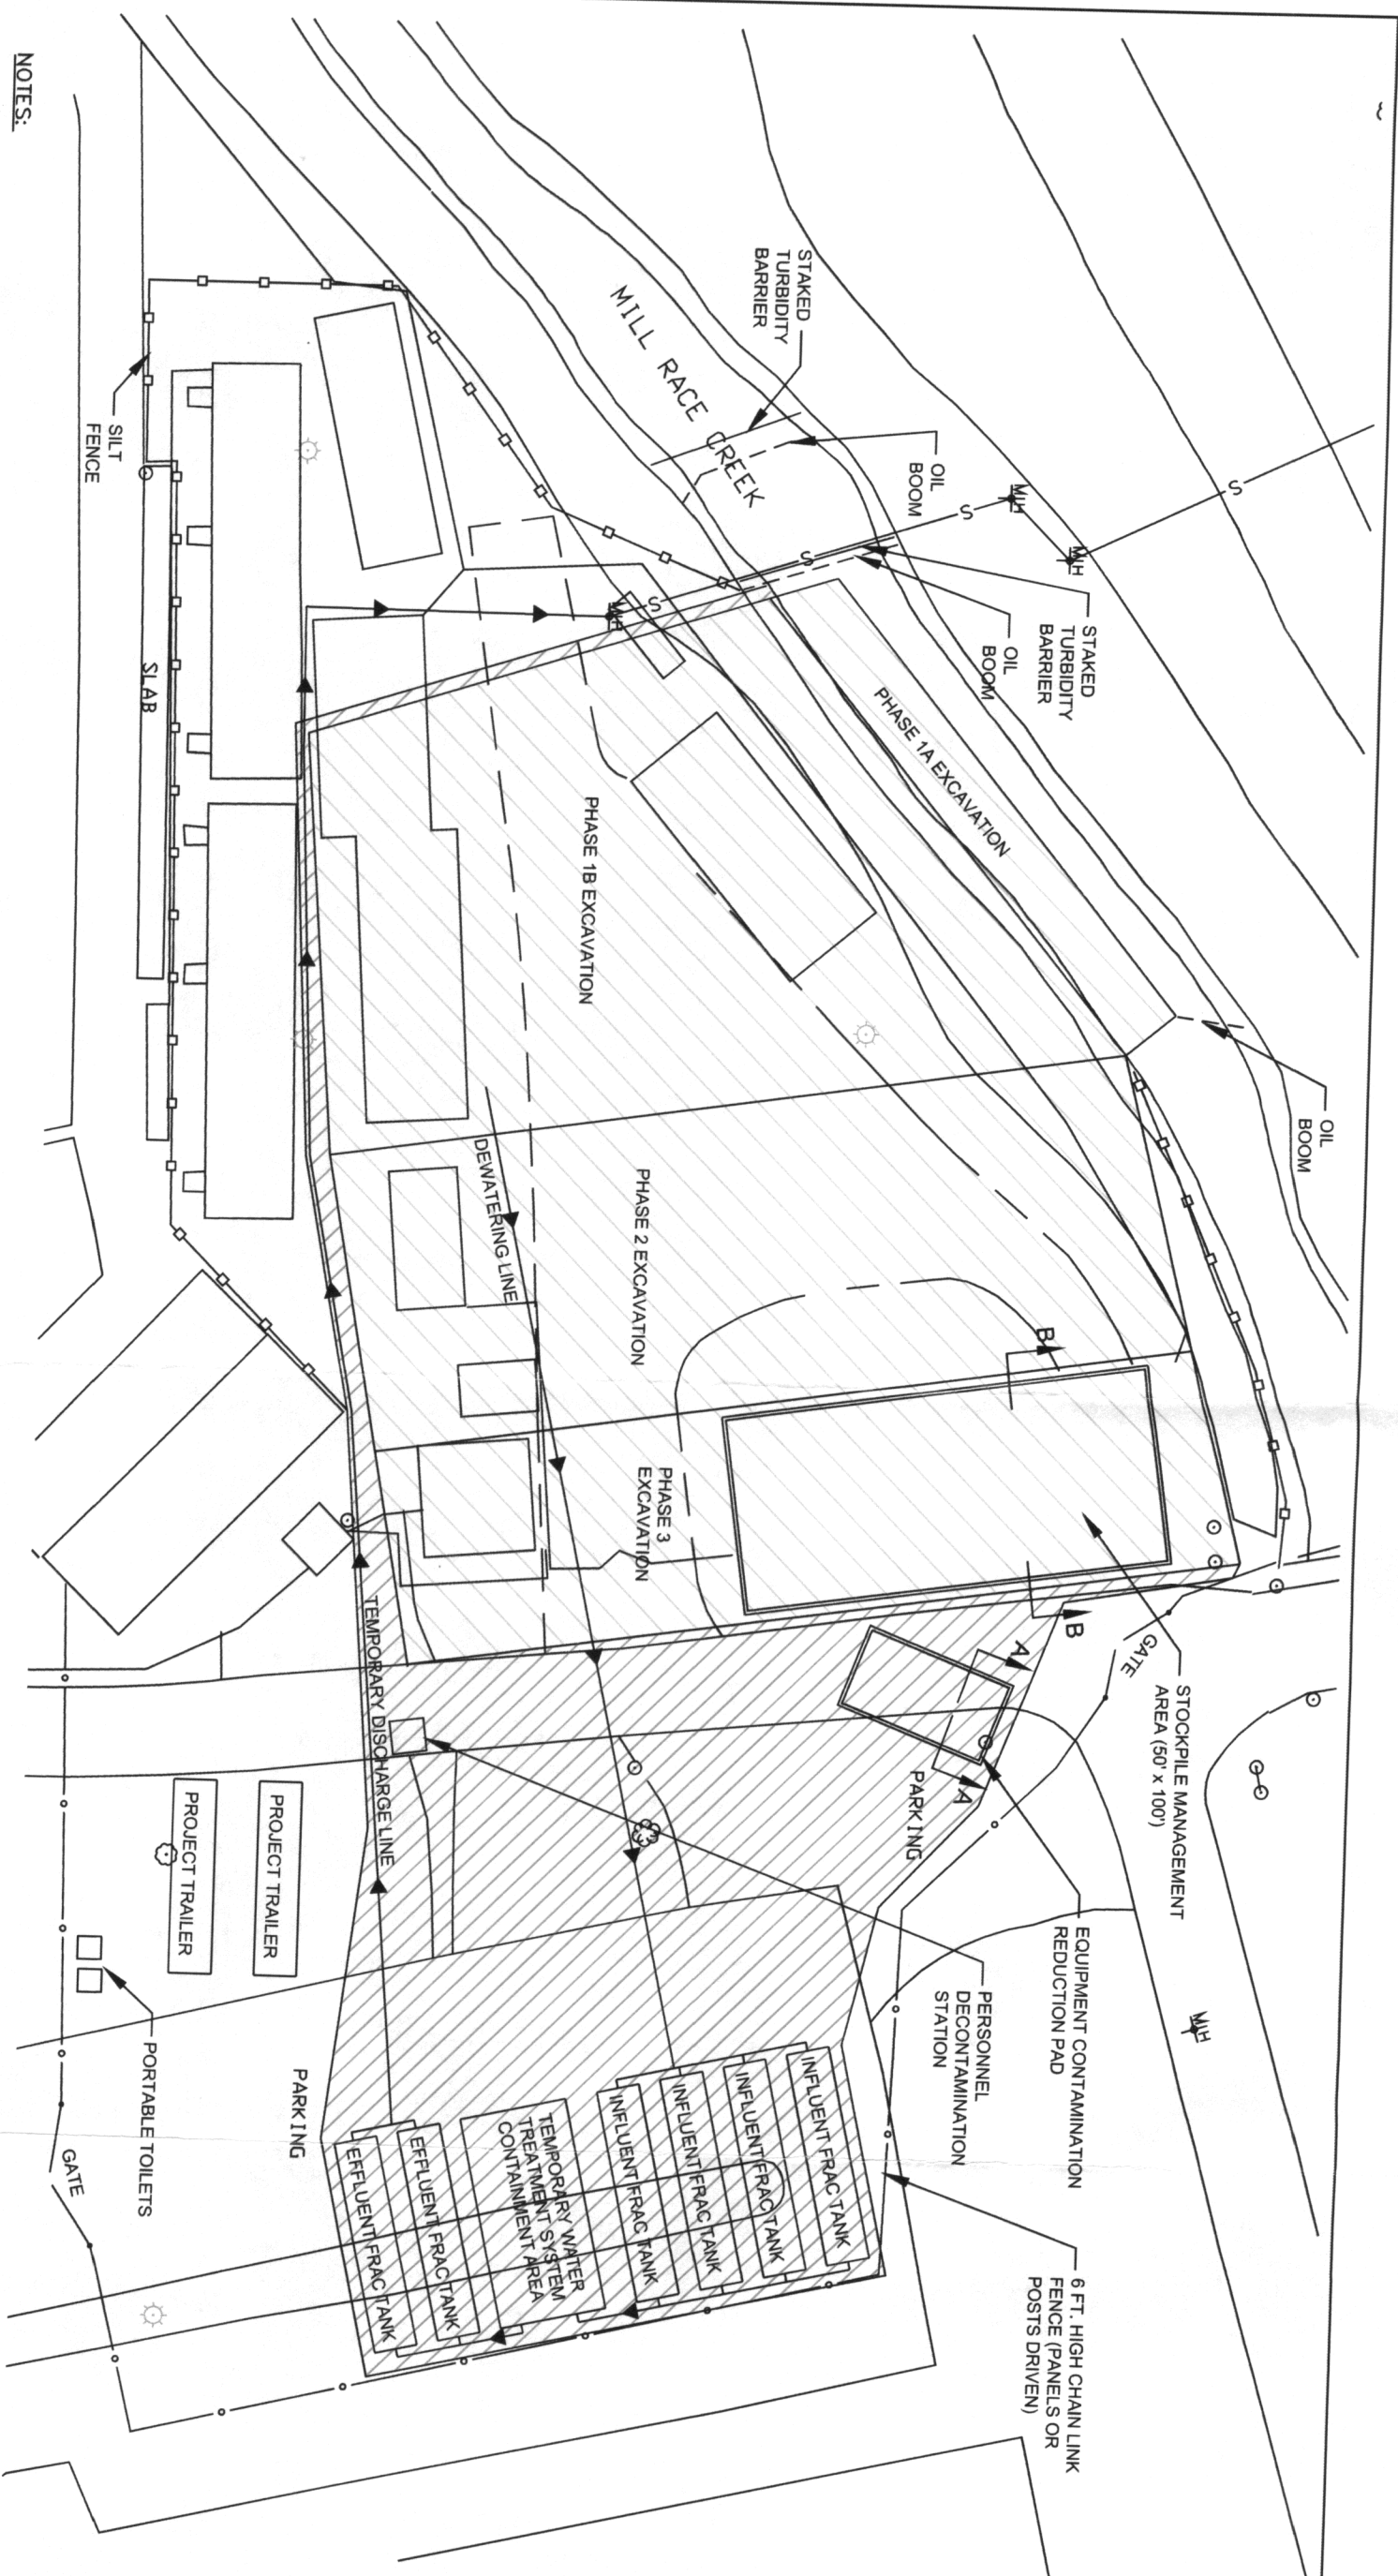 NOTES:
STAKED
TURBIDITY
BARRIER
MILL RACE CREEK
OIL
BOOM
MH
S
S
MH
S
S
MH
STAKED
TURBIDITY
BARRIER
OIL
BOOM
PHASE 1A EXCAVATION
OIL
BOOM
SILT
FENCE
SLAB
PHASE 1B EXCAVATION
DEWATERING LINE
PHASE 2 EXCAVATION
PHASE 3
EXCAVATION
B
B
STOCKPILE MANAGEMENT
AREA (50' x 100')
GATE
A
A
PARKING
EQUIPMENT CONTAMINATION
REDUCTION PAD
TEMPORARY DISCHARGE LINE
PROJECT TRAILER
PROJECT TRAILER
PERSONNEL
DECONTAMINATION
STATION
MH
PORTABLE TOILETS
PARKING
GATE
INFLUENT FRAC TANK
INFLUENT FRAC TANK
INFLUENT FRAC TANK
INFLUENT FRAC TANK
TEMPORARY WATER
TREATMENT SYSTEM
CONTAINMENT AREA
EFFLUENT FRAC TANK
EFFLUENT FRAC TANK
6 FT. HIGH CHAIN LINK
FENCE (PANELS OR
POSTS DRIVEN)